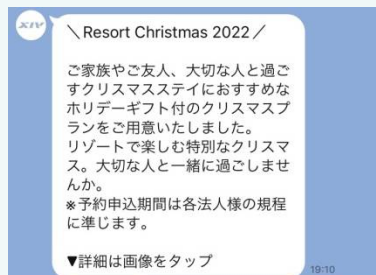 XIV
＼Resort Christmas 2022／
ご家族やご友人、大切な人と過ご
すクリスマスステイにおすすめな
ホリデーギフト付のクリスマスプ
ランをご用意いたしました。
リゾートで楽しむ特別なクリスマ
ス。大切な人と一緒に過ごしませ
んか。
※予約申込期間は各法人様の規程
に準じます。
▼詳細は画像をタップ
19:10